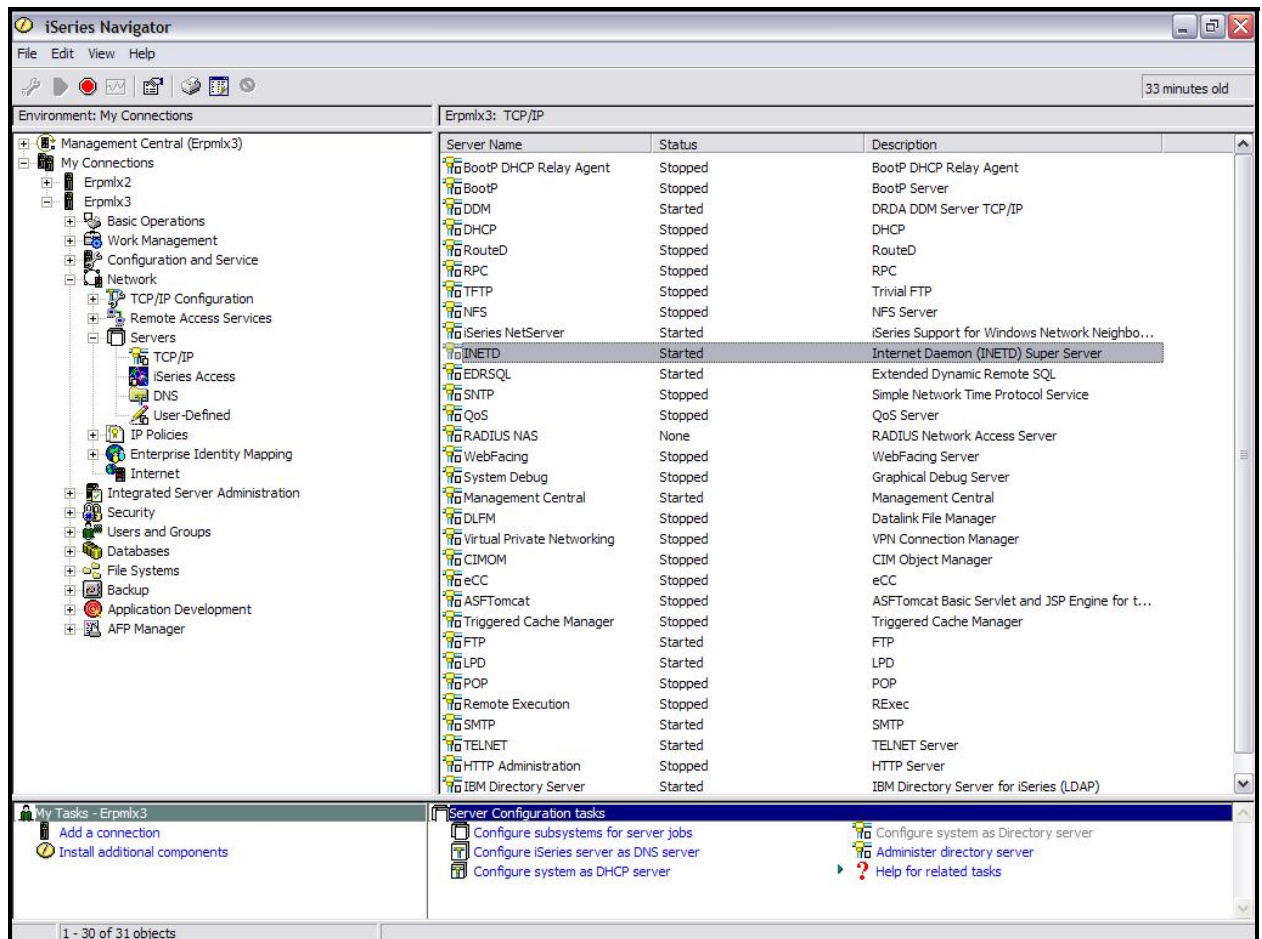 iSeries Navigator
File Edit View Help
33 minutes old
Environment: My Connections
Erpmlx3: TCP/IP
Management Central (Erpmlx3)
My Connections
Erpmlx2
Erpmlx3
Basic Operations
Work Management
Configuration and Service
Network
TCP/IP Configuration
Remote Access Services
Servers
TCP/IP
iSeries Access
DNS
User-Defined
IP Policies
Enterprise Identity Mapping
Internet
Integrated Server Administration
Security
Users and Groups
Databases
File Systems
Backup
Application Development
AFP Manager
Server Name Status Description
BootP DHCP Relay Agent Stopped BootP DHCP Relay Agent
BootP Stopped BootP Server
DDM Started DRDA DDM Server TCP/IP
DHCP Stopped DHCP
RouteD Stopped RouteD
RPC Stopped RPC
TFTP Stopped Trivial FTP
NFS Stopped NFS Server
iSeries NetServer Started iSeries Support for Windows Network Neighbo...
INETD Started Internet Daemon (INETD) Super Server
EDRSQL Started Extended Dynamic Remote SQL
SNTP Stopped Simple Network Time Protocol Service
QoS Stopped QoS Server
RADIUS NAS None RADIUS Network Access Server
WebFacing Stopped WebFacing Server
System Debug Stopped Graphical Debug Server
Management Central Started Management Central
DLFM Stopped Datalink File Manager
Virtual Private Networking Stopped VPN Connection Manager
CIMOM Stopped CIM Object Manager
eCC Stopped eCC
ASFTomcat Stopped ASFTomcat Basic Servlet and JSP Engine for t...
Triggered Cache Manager Stopped Triggered Cache Manager
FTP Started FTP
LPD Started LPD
POP Stopped POP
Remote Execution Stopped RExec
SMTP Started SMTP
TELNET Started TELNET Server
HTTP Administration Stopped HTTP Server
IBM Directory Server Started IBM Directory Server for iSeries (LDAP)
My Tasks - Erpmlx3
Add a connection
Install additional components
Server Configuration tasks
Configure subsystems for server jobs
Configure iSeries server as DNS server
Configure system as DHCP server
Configure system as Directory server
Administer directory server
Help for related tasks
1 - 30 of 31 objects